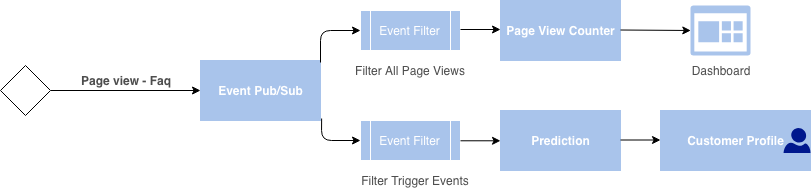 Event Filter
Page View Counter
Filter All Page Views
Dashboard
Page view - Faq
Event Pub/Sub
Event Filter
Prediction
Customer Profile
Filter Trigger Events